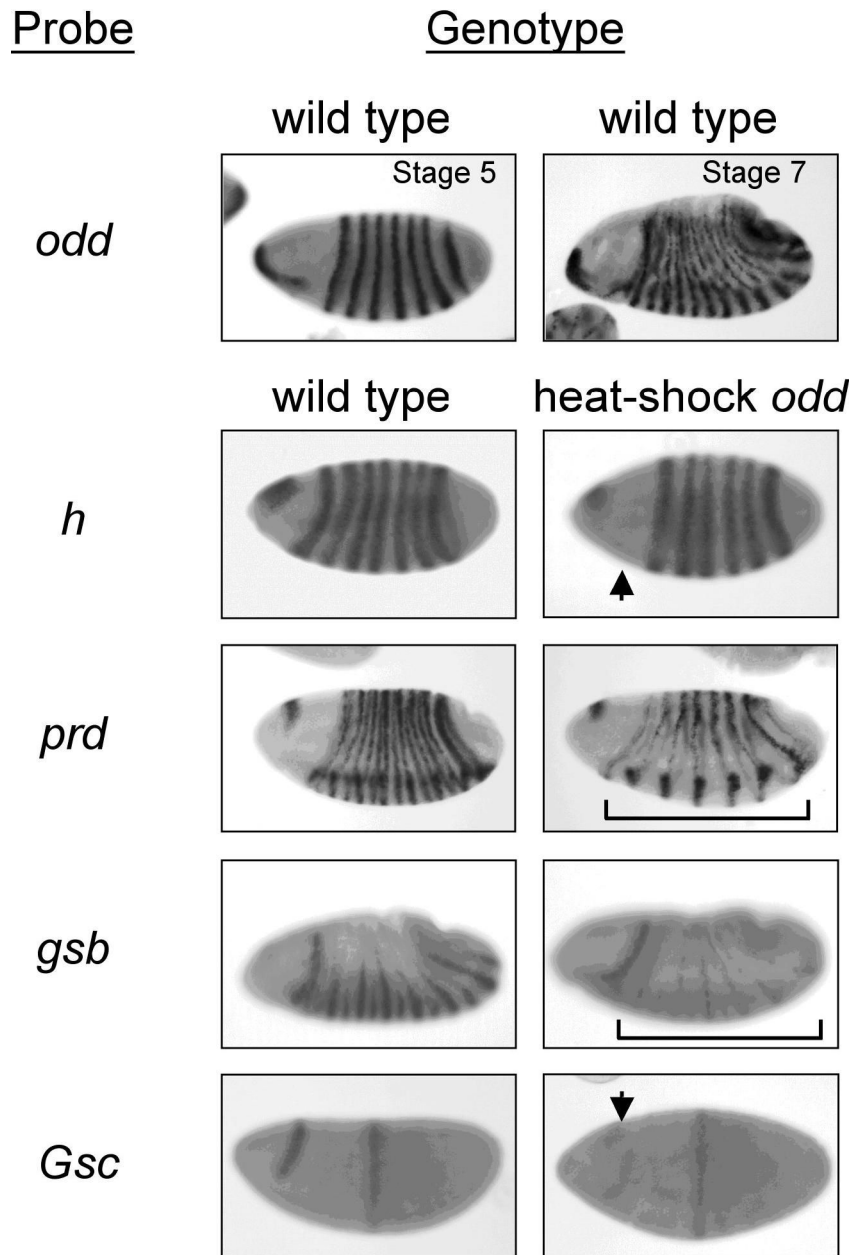 Probe Genotype
wild type wild type
odd Stage 5 Stage 7
wild type heat-shock odd
h
prd
gsb
Gsc